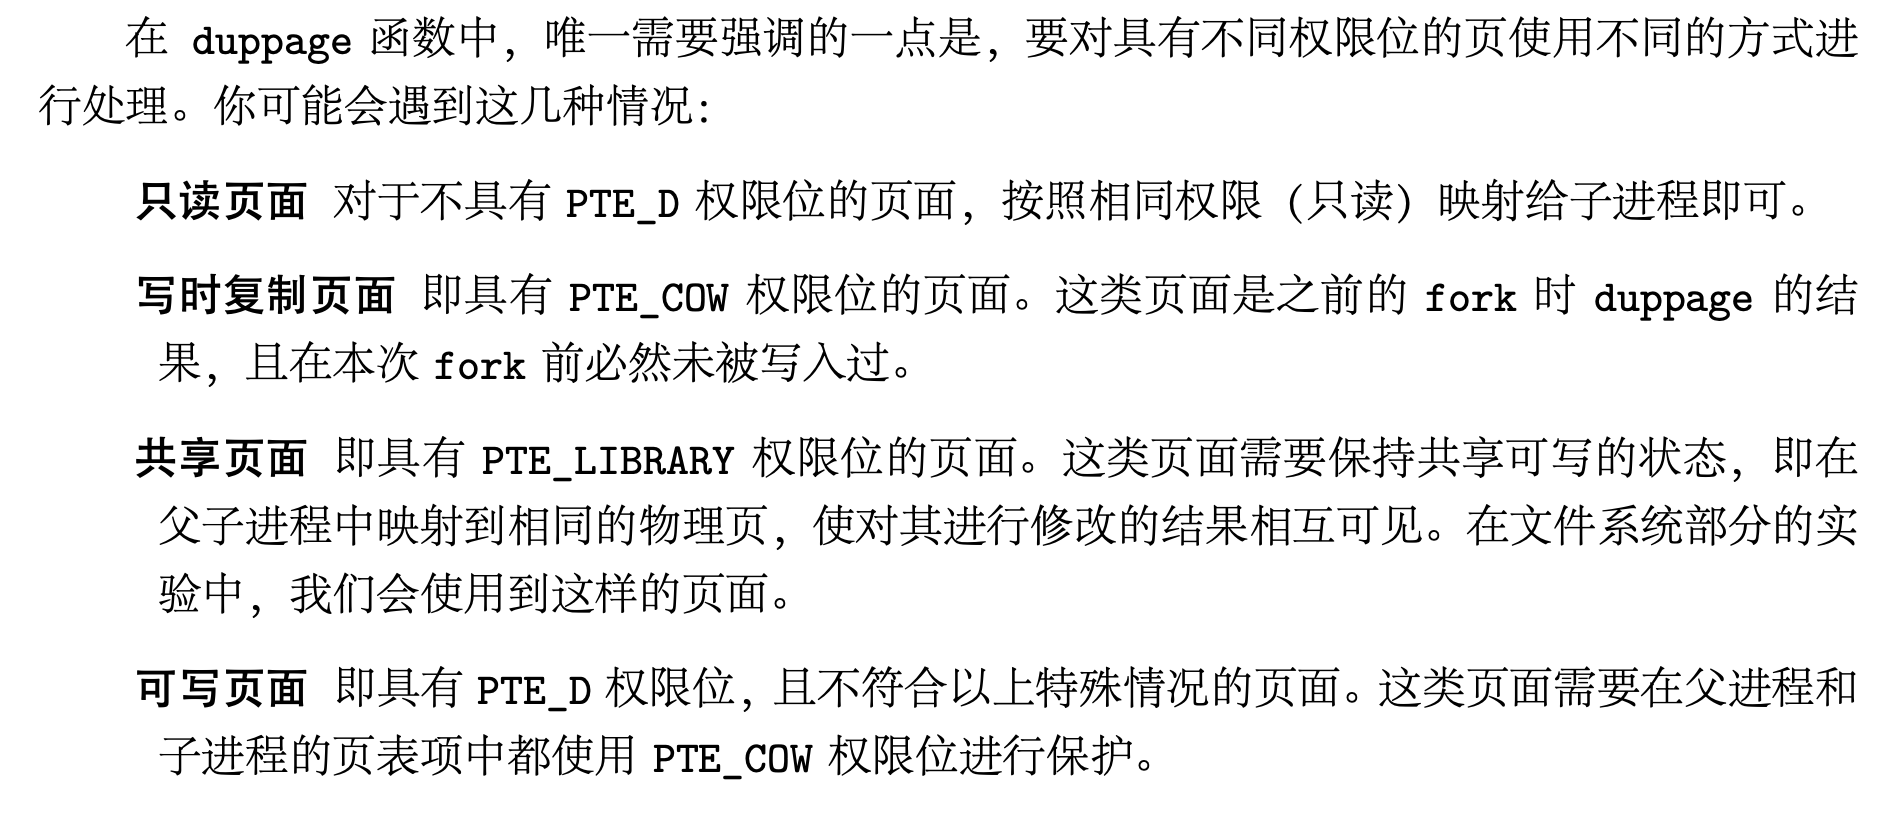 在 duppage 函数中，唯一需要强调的一点是，要对具有不同权限位的页使用不同的方式进
行处理。你可能会遇到这几种情况：
只读页面 对于不具有 PTE_D 权限位的页面，按照相同权限（只读）映射给子进程即可。
写时复制页面 即具有 PTE_COW 权限位的页面。这类页面是之前的 fork 时 duppage 的结
果，且在本次 fork 前必然未被写入过。
共享页面 即具有 PTE_LIBRARY 权限位的页面。这类页面需要保持共享可写的状态，即在
父子进程中映射到相同的物理页，使对其进行修改的结果相互可见。在文件系统部分的实
验中，我们会使用到这样的页面。
可写页面 即具有 PTE_D 权限位，且不符合以上特殊情况的页面。这类页面需要在父进程和
子进程的页表项中都使用 PTE_COW 权限位进行保护。